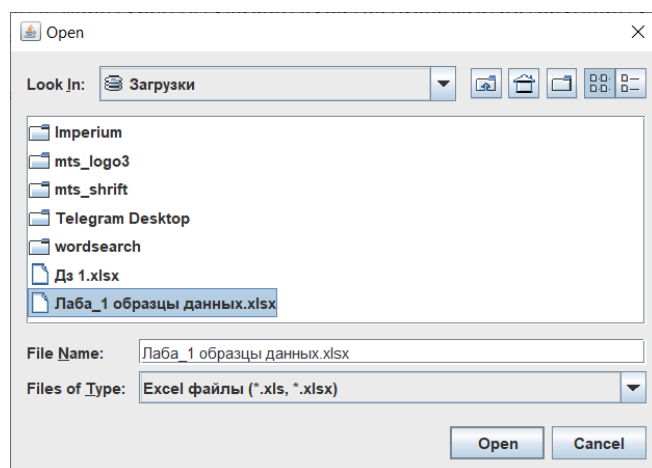 Open
Look In: Загрузки
Imperium
mts_logo3
mts_shrift
Telegram Desktop
wordsearch
Дз 1.xlsx
Лаба_1 образцы данных.xlsx
File Name: Лаба_1 образцы данных.xlsx
Files of Type: Excel файлы (*.xls, *.xlsx)
Open Cancel